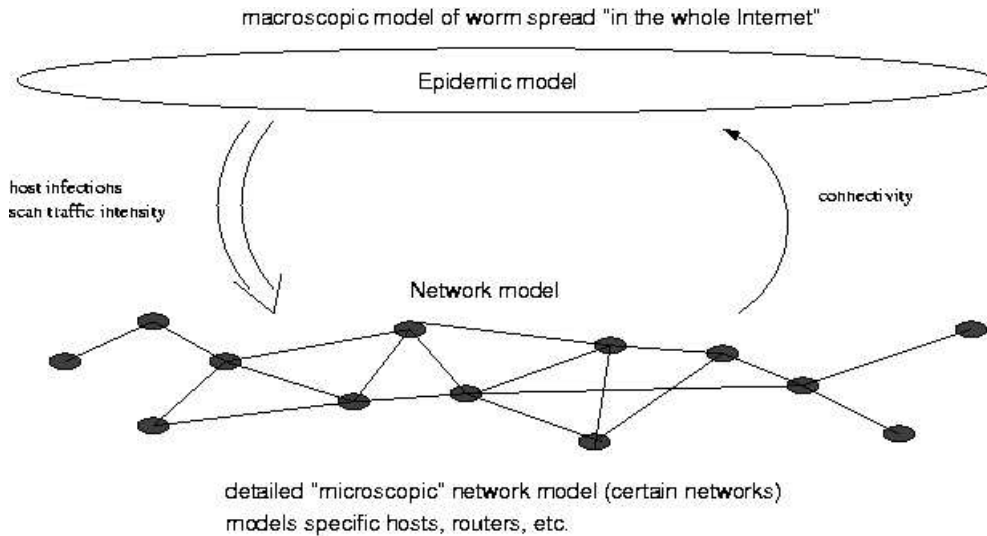 macroscopic model of worm spread "in the whole Internet"
Epidemic model
host infections
scan traffic intensity
connectivity
Network model
detailed "microscopic" network model (certain networks)
models specific hosts, routers, etc.